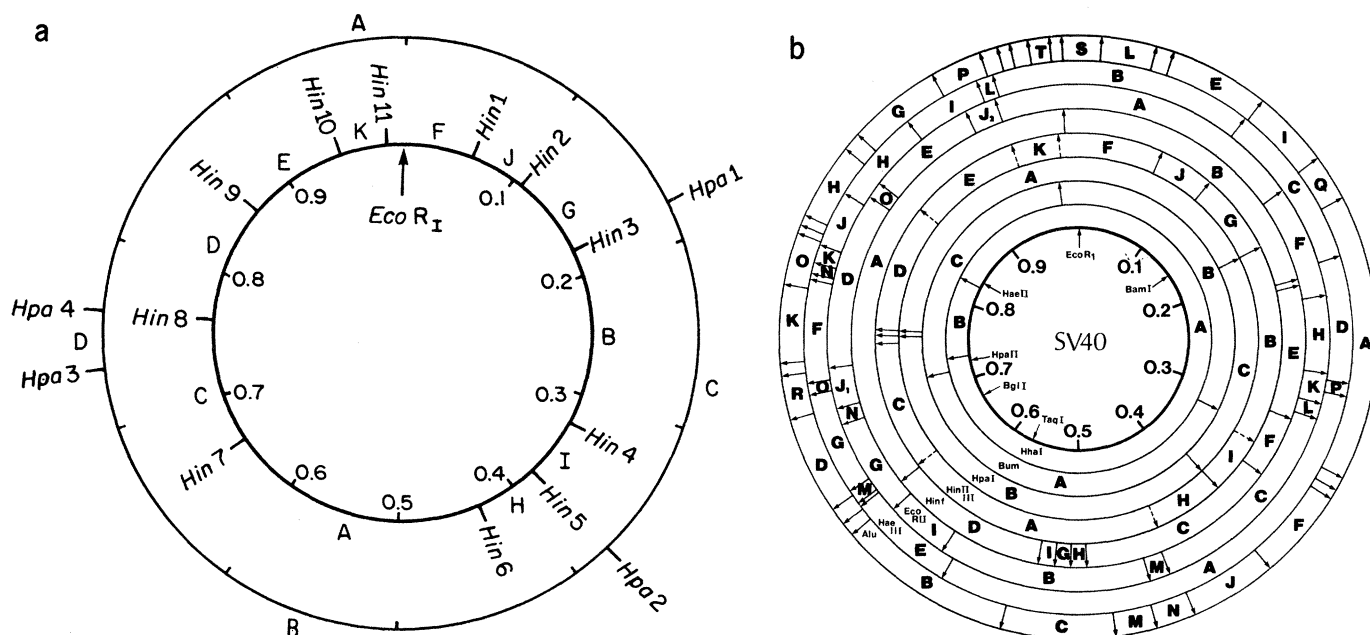 a
A
Hin 10
K
Hin 11
F
Hin 1
J
Hin 2
E
0.9
Eco RI
0.1
G
Hin 9
Hpa 1
D
Hin 3
0.8
0.2
Hpa 4
Hin 8
D
B
Hpa 3
C
0.7
0.3
C
Hin 4
Hin 7
0.6
0.4
I
A
0.5
H
Hin 5
Hin 6
Hpa 2
B
b
T
S
L
P
B
E
L
G
I
J2
A
I
H
E
K
F
Q
H
O
E
A
J
B
C
J
G
F
O
K
N
D
A
D
C
B
EcoR1
0.9
0.1
BamI
HaeII
0.8
0.2
K
F
B
A
C
B
E
H
D
A
SV40
HpaII
0.7
0.3
BglI
R
O
J1
N
C
0.6
TaqI
0.5
0.4
HhaI
F
K
P
L
D
G
G
Bum
A
I
HpaI
B
M
HinII
III
Hinf
H
C
F
Eco
RII
A
C
Hae
III
Alu
D
I
E
I
G
H
B
M
A
J
B
N
C
M